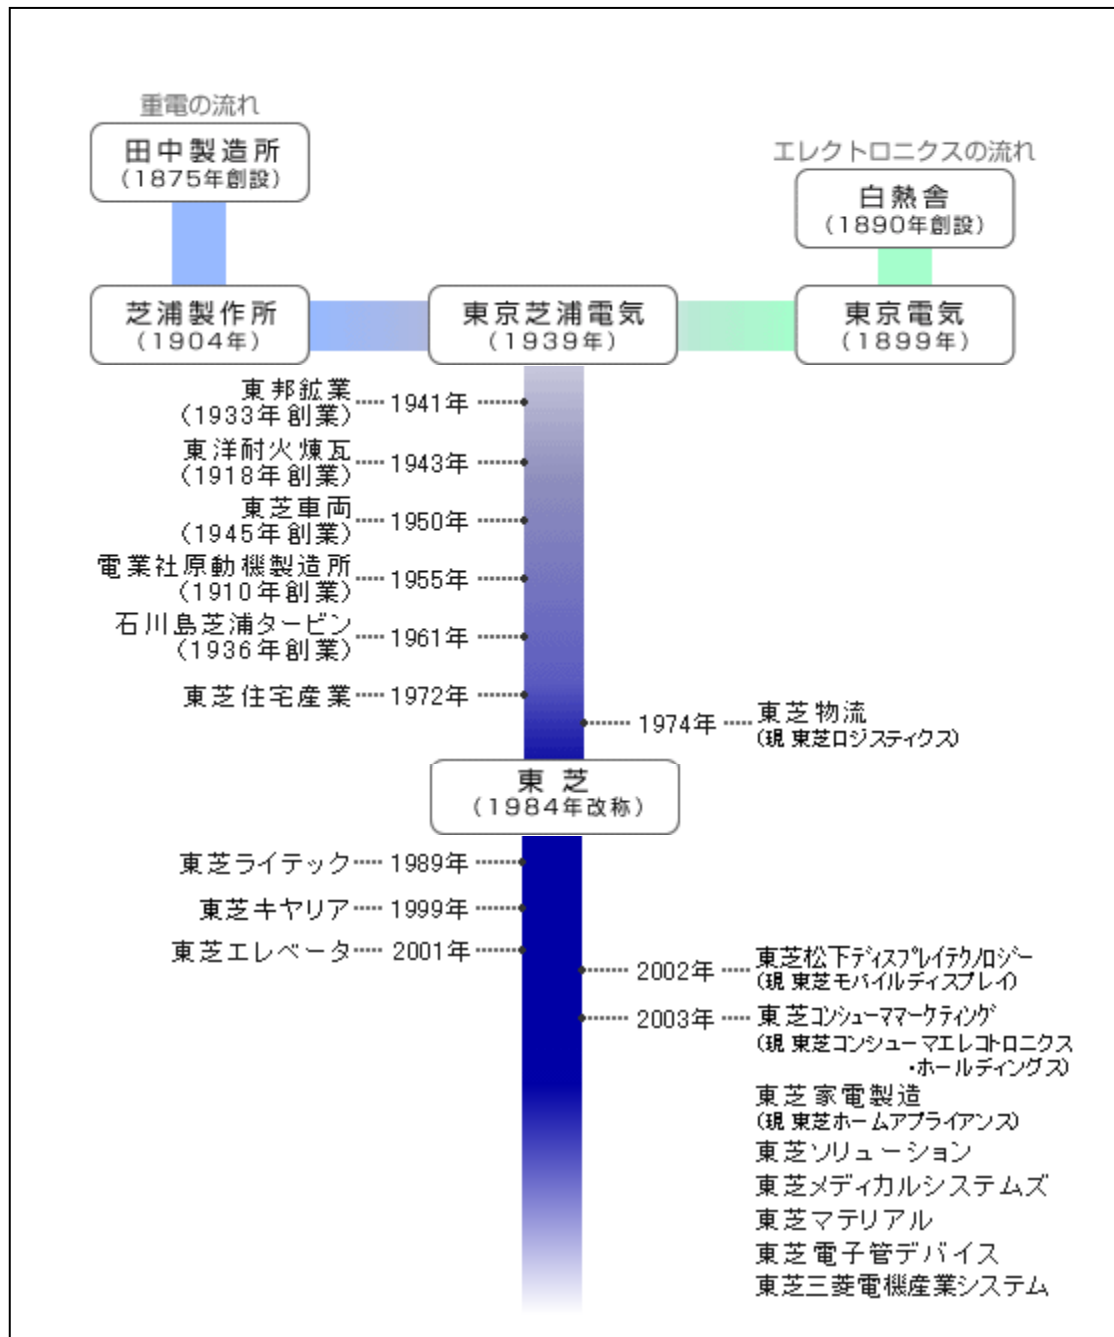 重電の流れ
田中製造所
(1875年創設)
エレクトロニクスの流れ
白熱舎
(1890年創設)
芝浦製作所
(1904年)
東京芝浦電気
(1939年)
東京電気
(1899年)
東邦鉱業
(1933年創業)
1941年
東洋耐火煉瓦
(1918年創業)
1943年
東芝車両
(1945年創業)
1950年
電業社原動機製造所
(1910年創業)
1955年
石川島芝浦タービン
(1936年創業)
1961年
東芝住宅産業
1972年
1974年
東芝物流
(現 東芝ロジスティクス)
東芝
(1984年改称)
東芝ライテック
1989年
東芝キヤリア
1999年
東芝エレベータ
2001年
2002年
東芝松下ディスプレイテクノロジー
(現 東芝モバイルディスプレイ)
2003年
東芝コンシューママーケティング
(現 東芝コンシューマエレクトロニクス
・ホールディングス)
東芝家電製造
(現 東芝ホームアプライアンス)
東芝ソリューション
東芝メディカルシステムズ
東芝マテリアル
東芝電子管デバイス
東芝三菱電機産業システム